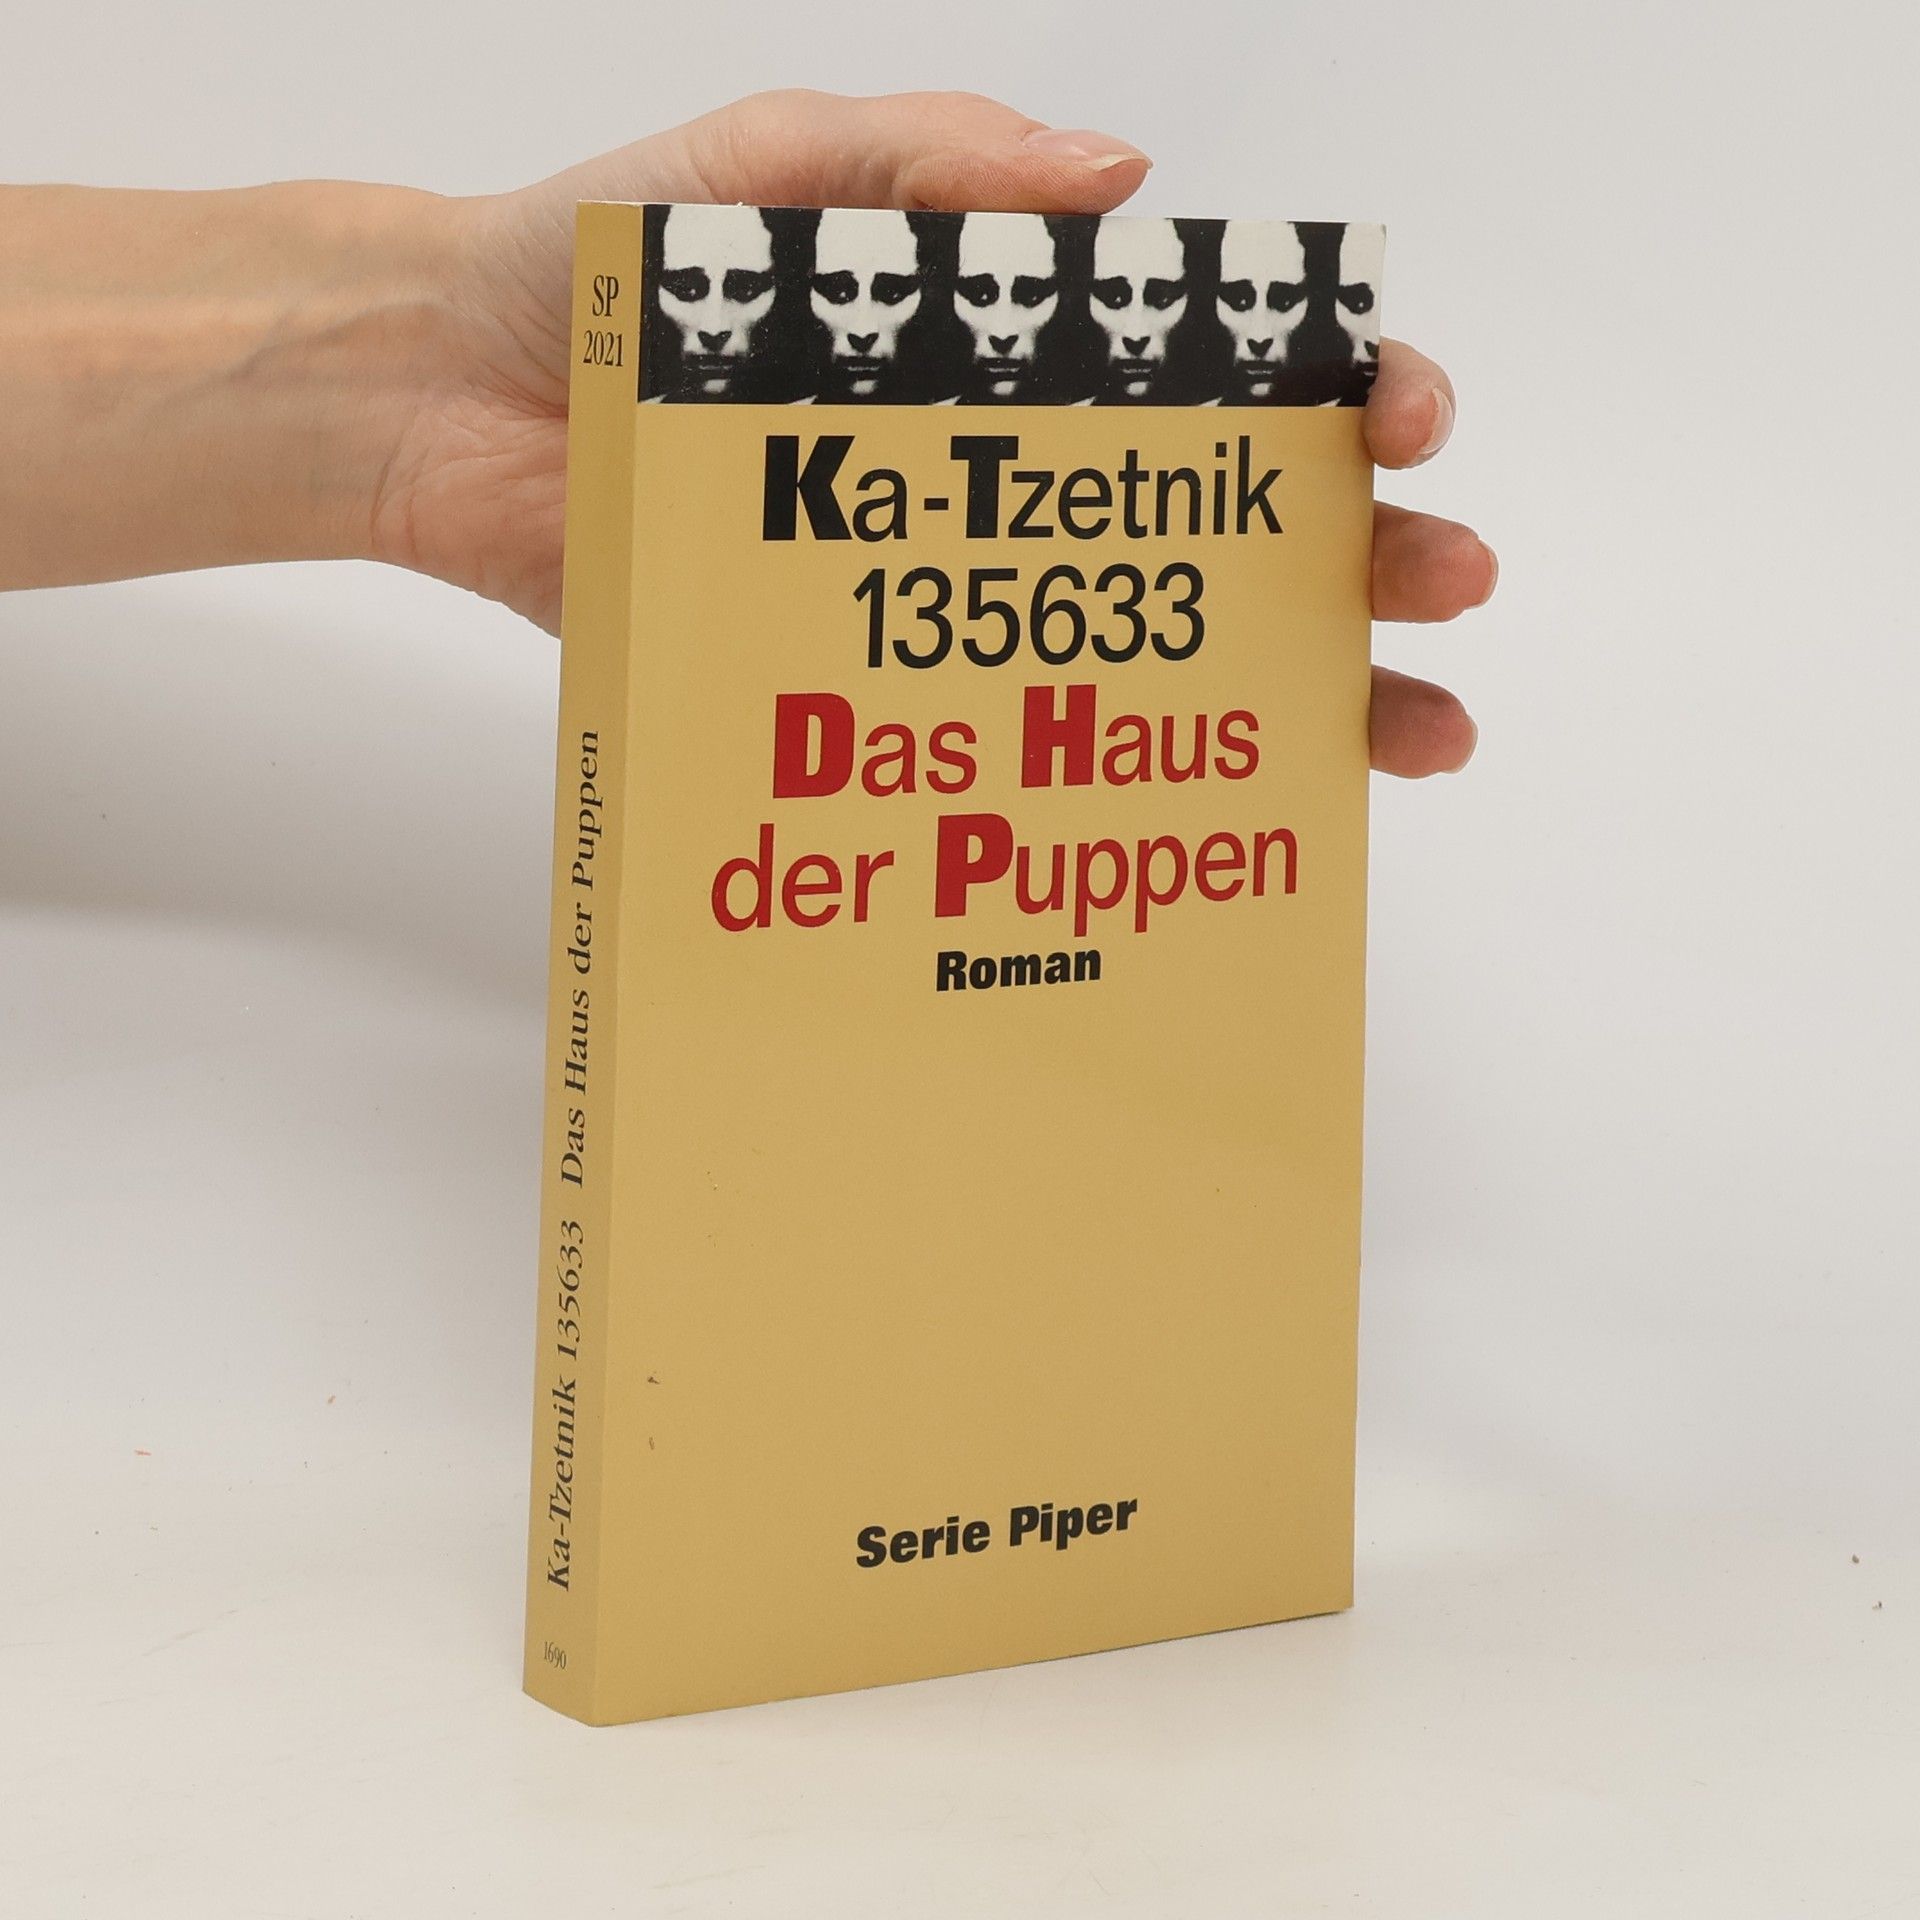 SP
2021
Ka-Tzetnik 135633 Das Haus der Puppen
1690
Ka-Tzetnik
135633
Das Haus
der Puppen
Roman
Serie Piper